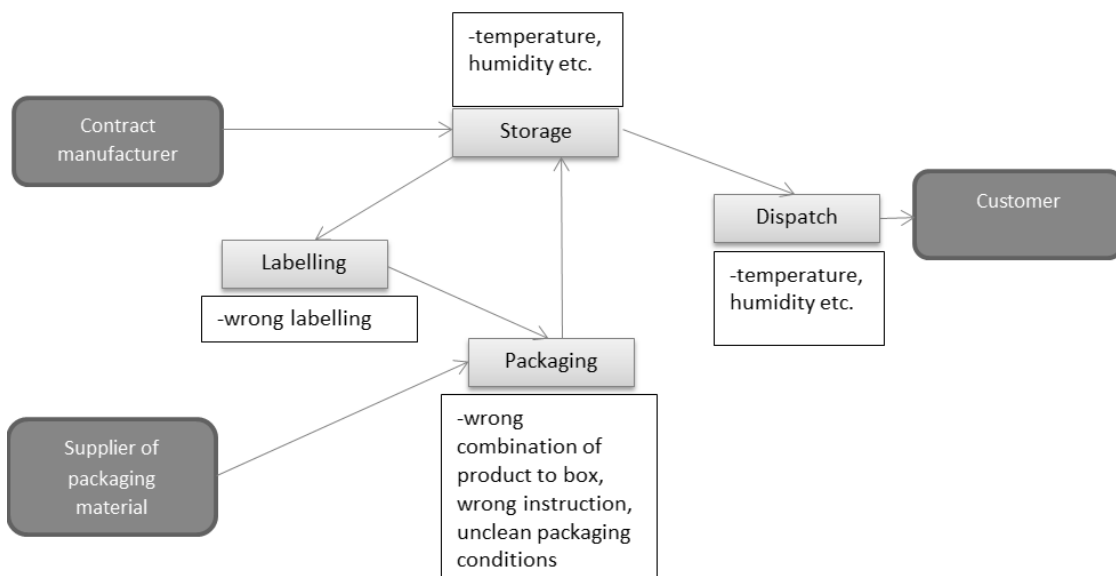 -temperature,
humidity etc.
Contract
manufacturer
Storage
Customer
Dispatch
Labelling
-temperature,
humidity etc.
-wrong labelling
Packaging
-wrong
combination of
product to box,
wrong instruction,
unclean packaging
conditions
Supplier of
packaging
material